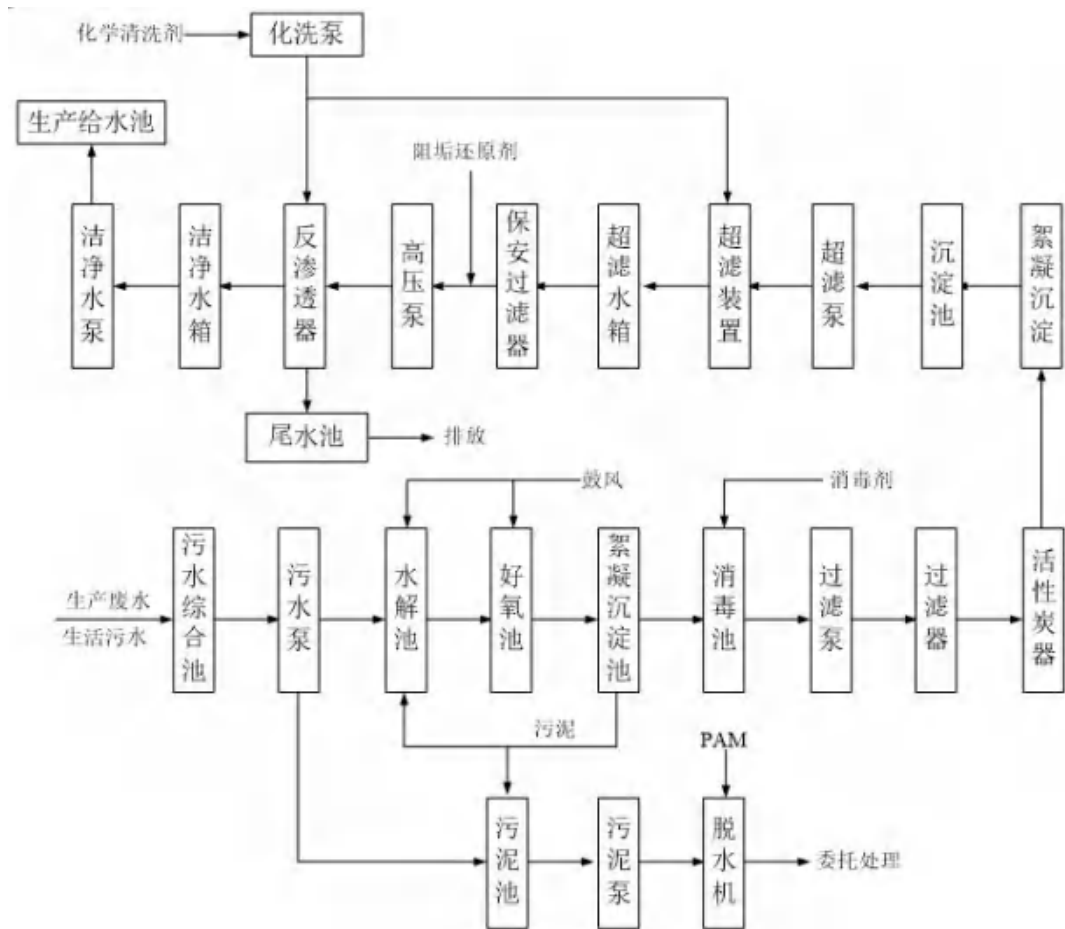 化学清洗剂
化洗泵
生产给水池
阻垢还原剂
洁净水泵
洁净水箱
反渗透器
高压泵
保安过滤器
超滤水箱
超滤装置
超滤泵
沉淀池
絮凝沉淀
尾水池
排放
鼓风
消毒剂
生产废水
生活污水
污水综合池
污水泵
水解池
好氧池
絮凝沉淀池
消毒池
过滤泵
过滤器
活性炭器
污泥
PAM
污泥池
污泥泵
脱水机
委托处理